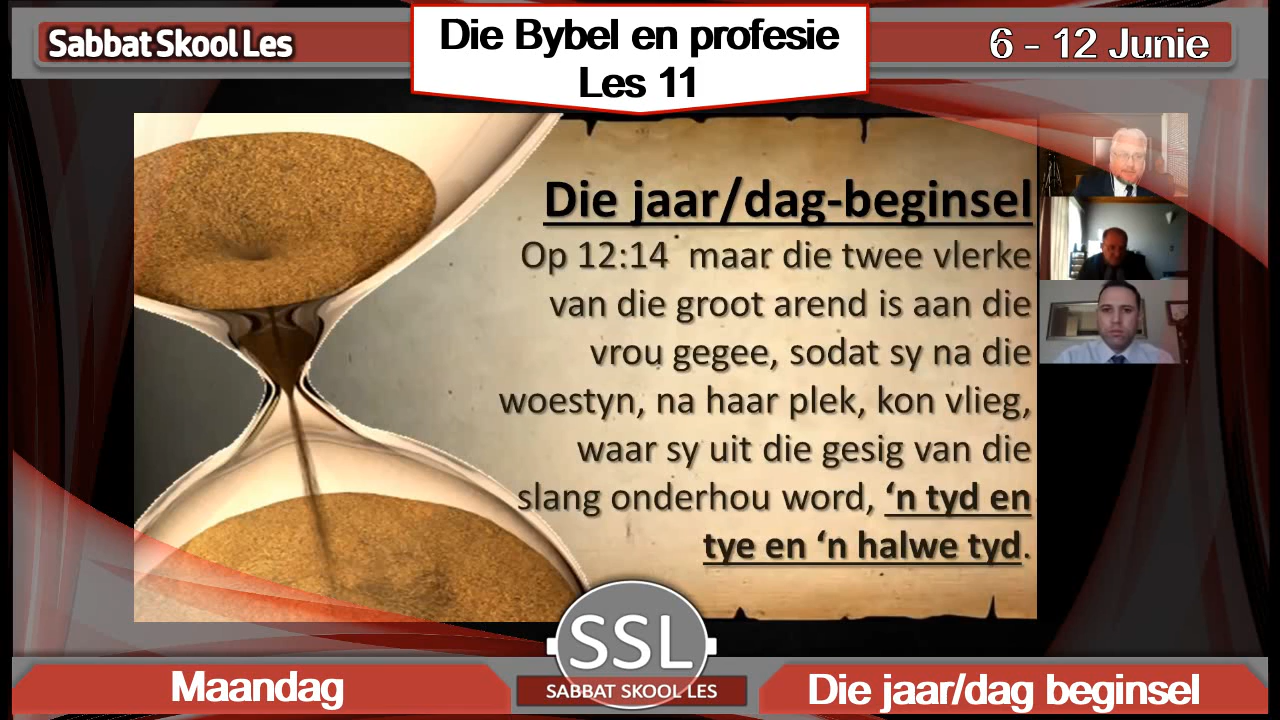 Sabbat Skool Les
Die Bybel en profesie
Les 11
6 - 12 Junie
Die jaar/dag-beginsel
Op 12:14 maar die twee vlerke
van die groot arend is aan die
vrou gegee, sodat sy na die
woestyn, na haar plek, kon vlieg,
waar sy uit die gesig van die
slang onderhou word, ‘n tyd en
tye en ‘n halwe tyd.
SSL
SABBAT SKOOL LES
Maandag
Die jaar/dag beginsel